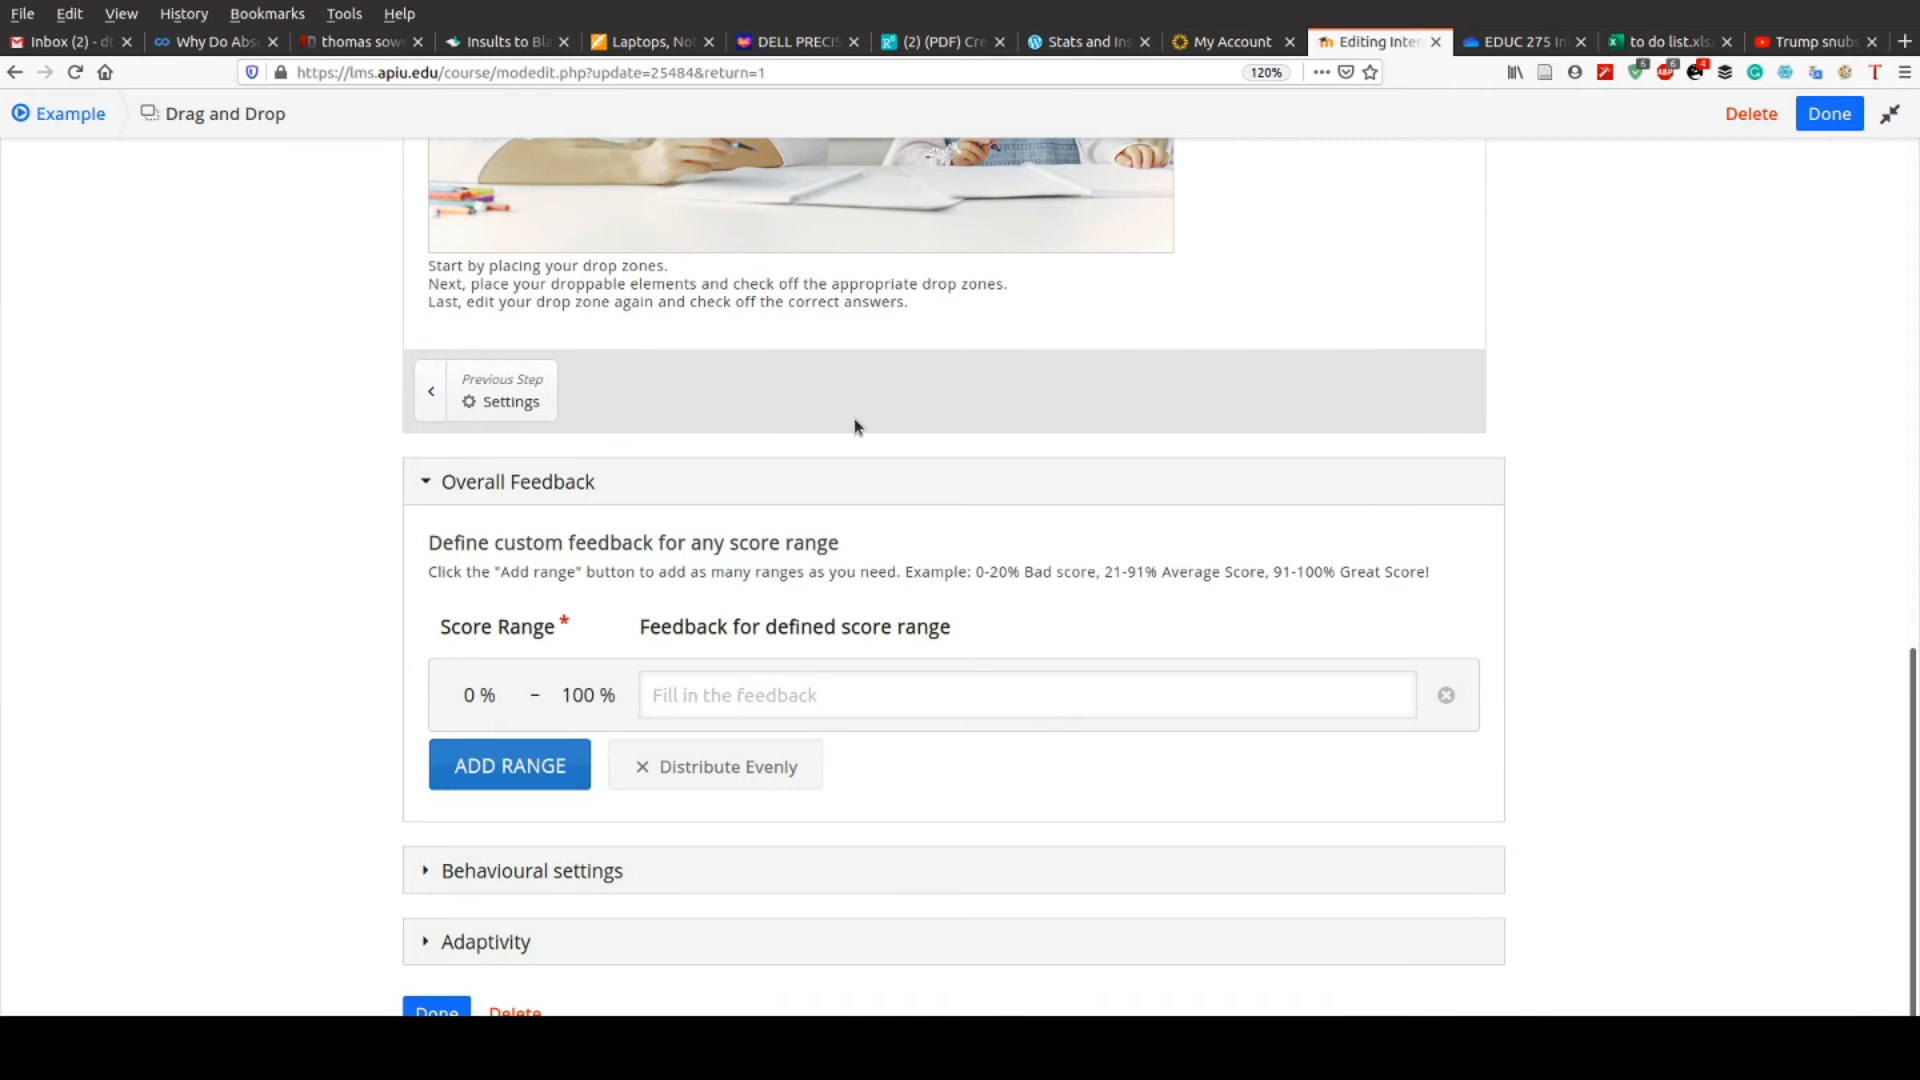 File Edit View History Bookmarks Tools Help
Inbox (2) - dt
Why Do Abs
thomas sow
Insults to Bla
Laptops, No
DELL PRECIS
(2) (PDF) Cre
Stats and Ins
My Account
Editing Inter
EDUC 275 In
to do list.xls
Trump snubs
https://lms.apiu.edu/course/modedit.php?update=25484&return=1
120%
Example
Drag and Drop
Delete
Done
Start by placing your drop zones.
Next, place your droppable elements and check off the appropriate drop zones.
Last, edit your drop zone again and check off the correct answers.
Previous Step
Settings
Overall Feedback
Define custom feedback for any score range
Click the "Add range" button to add as many ranges as you need. Example: 0-20% Bad score, 21-91% Average Score, 91-100% Great Score!
Score Range * Feedback for defined score range
0 % – 100 % Fill in the feedback
ADD RANGE
Distribute Evenly
Behavioural settings
Adaptivity
Done Delete